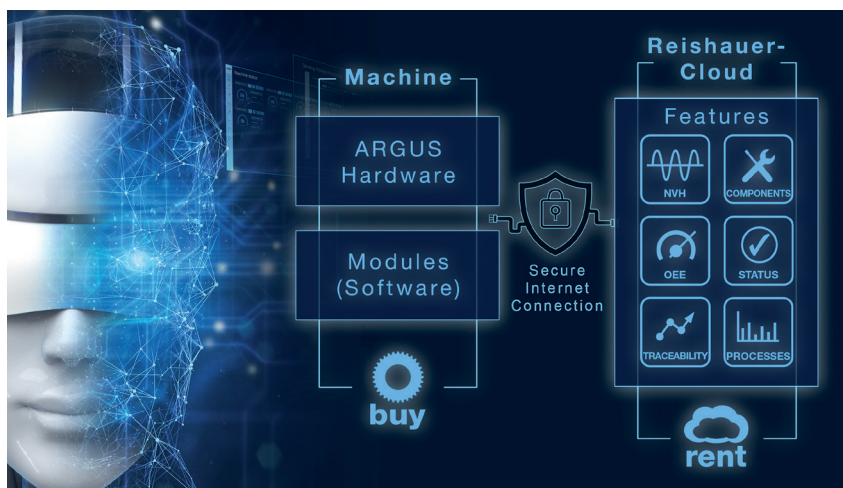 Machine
ARGUS
Hardware
Modules
(Software)
buy
Secure
Internet
Connection
Reishauer-
Cloud
Features
NVH
COMPONENTS
OEE
STATUS
TRACEABILITY
PROCESSES
rent